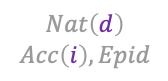 Nat(d)
Acc(i), Epid